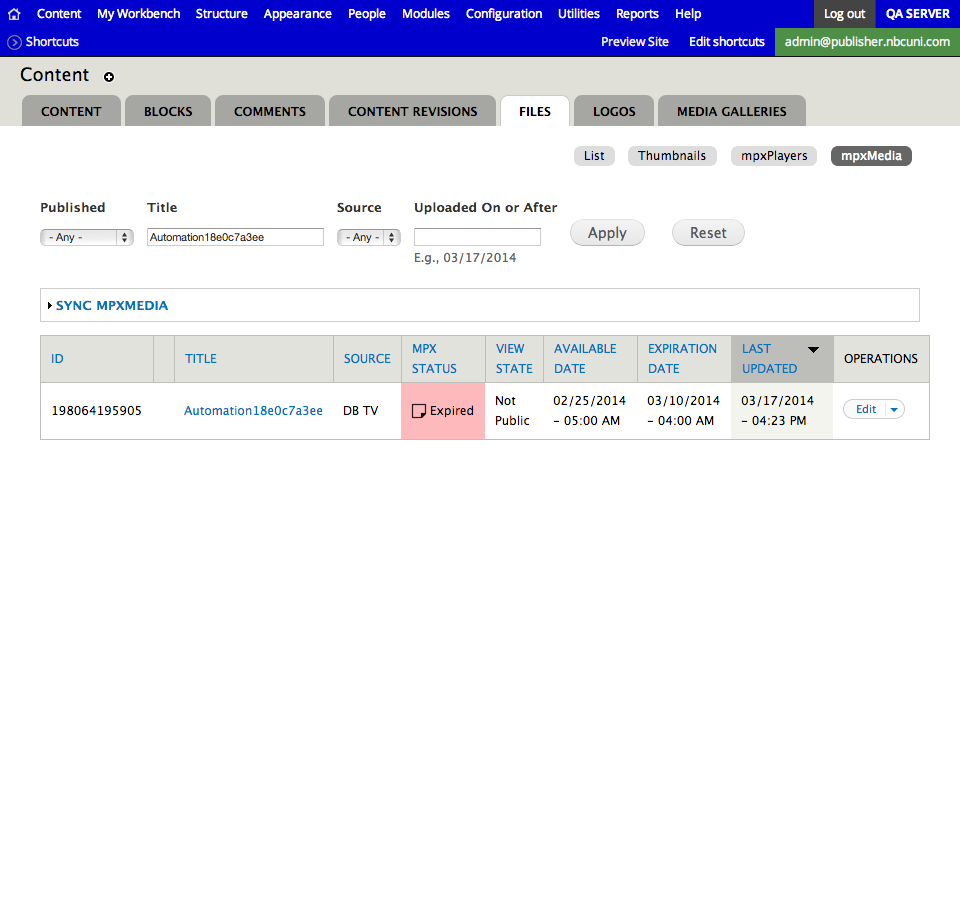 Content My Workbench Structure Appearance People Modules Configuration Utilities Reports Help Log out QA SERVER
Shortcuts Preview Site Edit shortcuts admin@publisher.nbcuni.com
Content
CONTENT BLOCKS COMMENTS CONTENT REVISIONS FILES LOGOS MEDIA GALLERIES
List Thumbnails mpxPlayers mpxMedia
Published Title Source Uploaded On or After
- Any - Automation18e0c7a3ee - Any - Apply Reset
E.g., 03/17/2014
SYNC MPXMEDIA
ID TITLE SOURCE MPX STATUS VIEW STATE AVAILABLE DATE EXPIRATION DATE LAST UPDATED OPERATIONS
198064195905 Automation18e0c7a3ee DB TV Expired Not Public 02/25/2014 - 05:00 AM 03/10/2014 - 04:00 AM 03/17/2014 - 04:23 PM Edit